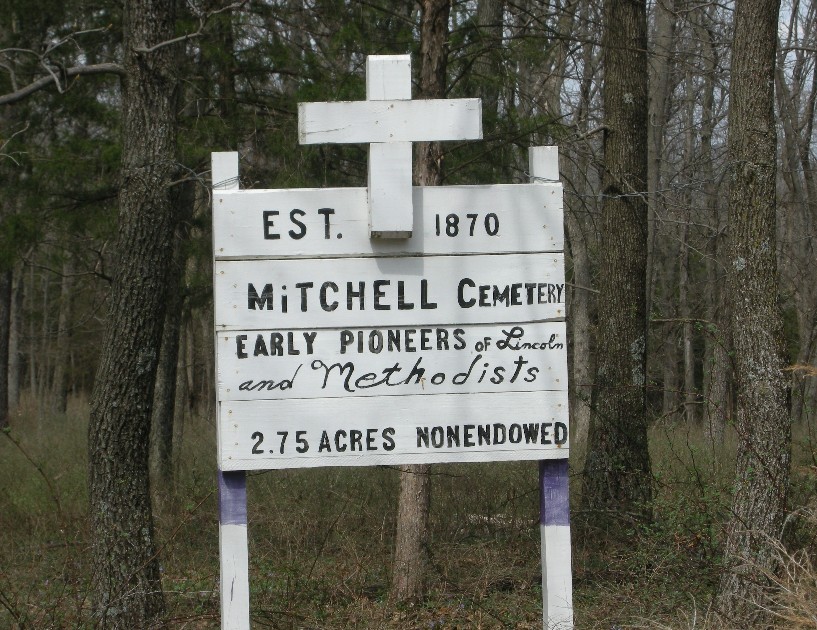 EST. 1870
MiTCHELL CEMETERY
EARLY PIONEERS of Lincoln
and Methodists
2.75 ACRES NONENDOWED